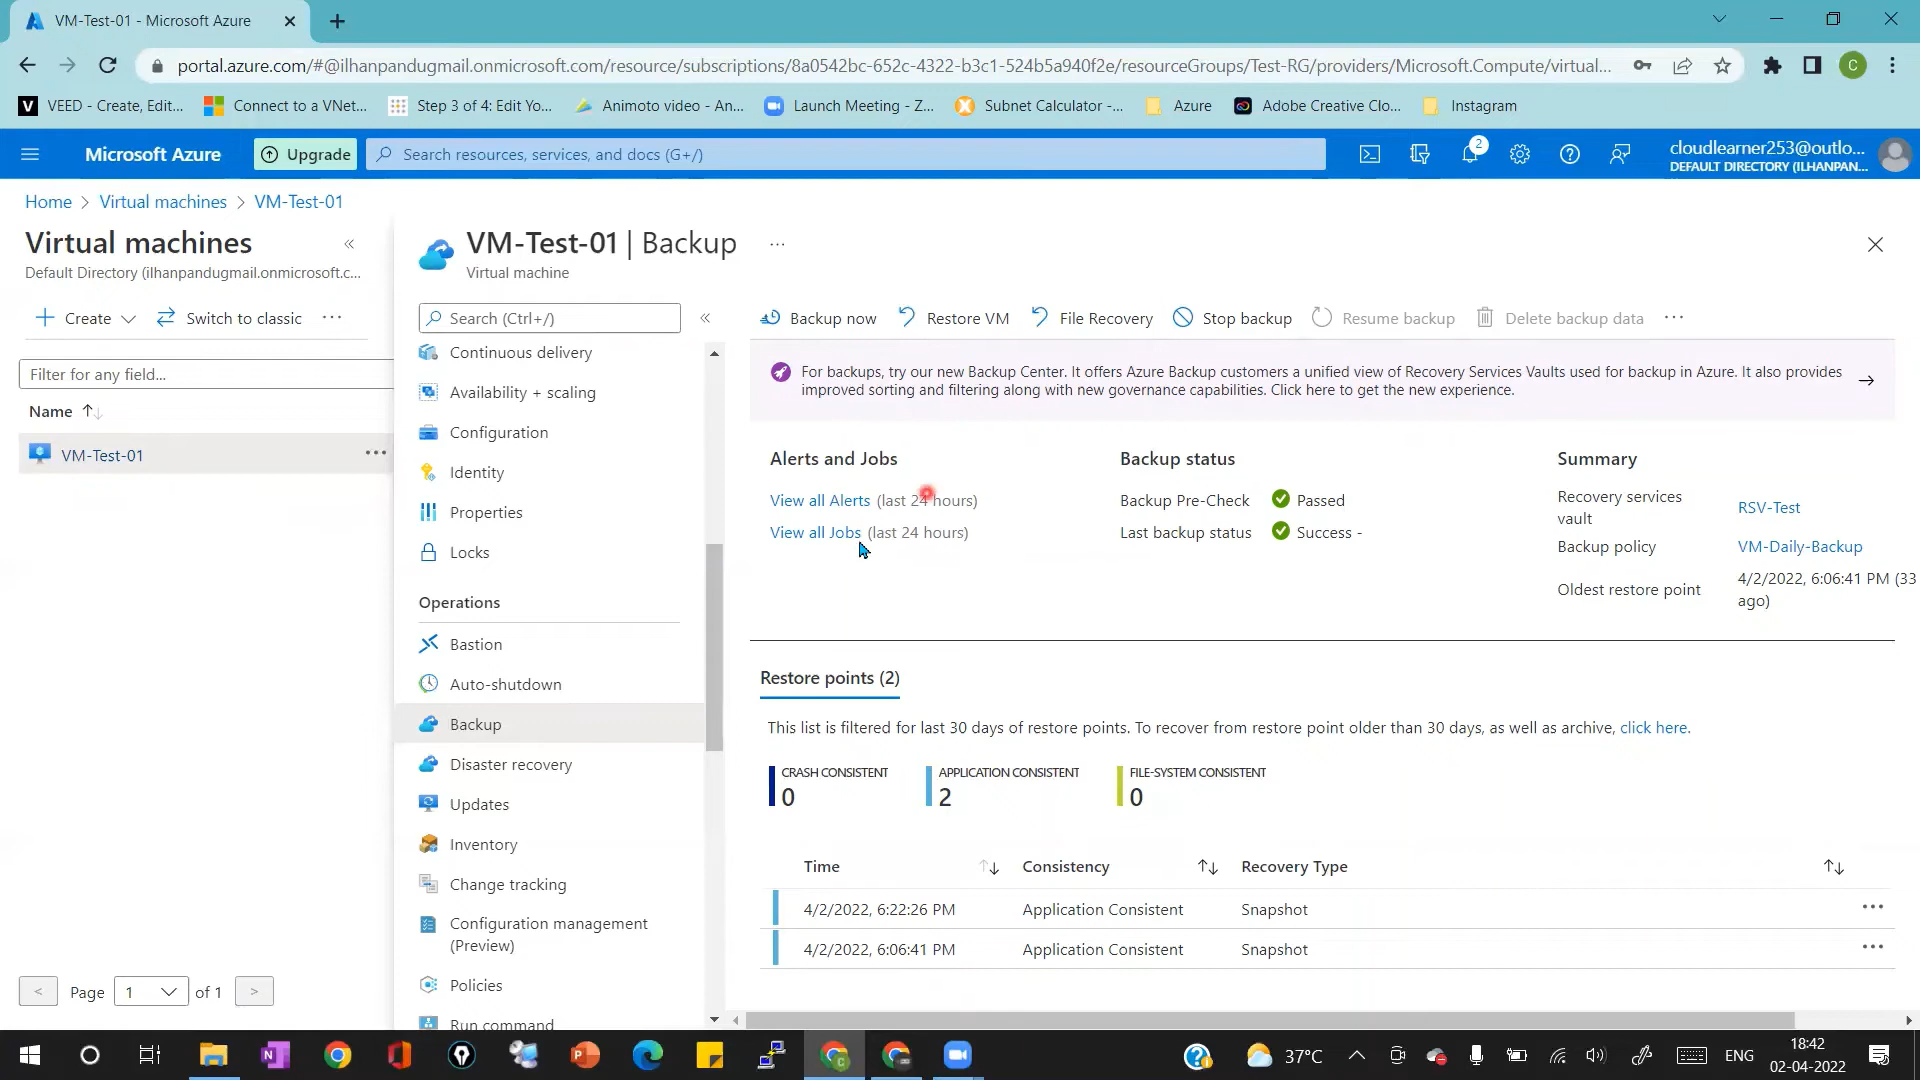 VM-Test-01 - Microsoft Azure
portal.azure.com/#@ilhanpandugmail.onmicrosoft.com/resource/subscriptions/8a0542bc-652c-4322-b3c1-524b5a940f2e/resourceGroups/Test-RG/providers/Microsoft.Compute/virtual...
C
VEED - Create, Edit...
Connect to a VNet...
Step 3 of 4: Edit Yo...
Animoto video - An...
Launch Meeting - Z...
Subnet Calculator -...
Azure
Adobe Creative Clo...
Instagram
Microsoft Azure
Upgrade
Search resources, services, and docs (G+/)
2
cloudlearner253@outlo...
DEFAULT DIRECTORY (ILHANPAN...
Home > Virtual machines > VM-Test-01
Virtual machines
Default Directory (ilhanpandugmail.onmicrosoft.c...
Create
Switch to classic
Filter for any field...
Name
VM-Test-01
< Page 1 of 1 >
VM-Test-01 | Backup
Virtual machine
Search (Ctrl+/)
Continuous delivery
Availability + scaling
Configuration
Identity
Properties
Locks
Operations
Bastion
Auto-shutdown
Backup
Disaster recovery
Updates
Inventory
Change tracking
Configuration management
(Preview)
Policies
Run command
Backup now
Restore VM
File Recovery
Stop backup
Resume backup
Delete backup data
For backups, try our new Backup Center. It offers Azure Backup customers a unified view of Recovery Services Vaults used for backup in Azure. It also provides
improved sorting and filtering along with new governance capabilities. Click here to get the new experience.
Alerts and Jobs
View all Alerts (last 24 hours)
View all Jobs (last 24 hours)
Backup status
Backup Pre-Check Passed
Last backup status Success -
Summary
Recovery services
vault
RSV-Test
Backup policy VM-Daily-Backup
Oldest restore point
4/2/2022, 6:06:41 PM (33
ago)
Restore points (2)
This list is filtered for last 30 days of restore points. To recover from restore point older than 30 days, as well as archive, click here.
CRASH CONSISTENT
0
APPLICATION CONSISTENT
2
FILE-SYSTEM CONSISTENT
0
Time Consistency Recovery Type
4/2/2022, 6:22:26 PM Application Consistent Snapshot
4/2/2022, 6:06:41 PM Application Consistent Snapshot
37°C
ENG
18:42
02-04-2022